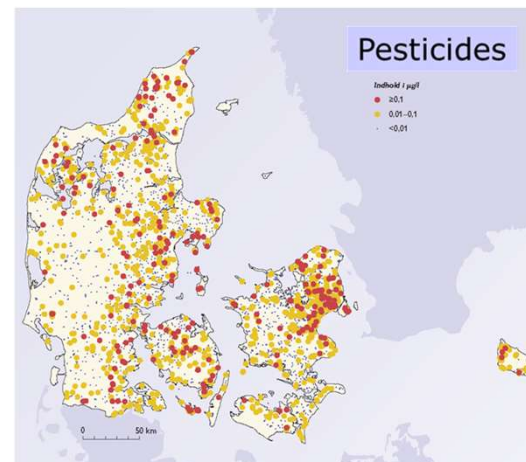 Pesticides
Indhold i µg/l
≥0,1
0,01–0,1
<0,01
0 50 km